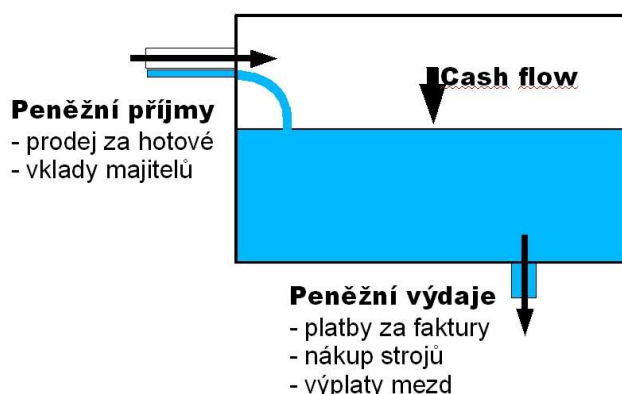 Cash flow
Peněžní příjmy
- prodej za hotové
- vklady majitelů
Peněžní výdaje
- platby za faktury
- nákup strojů
- výplaty mezd